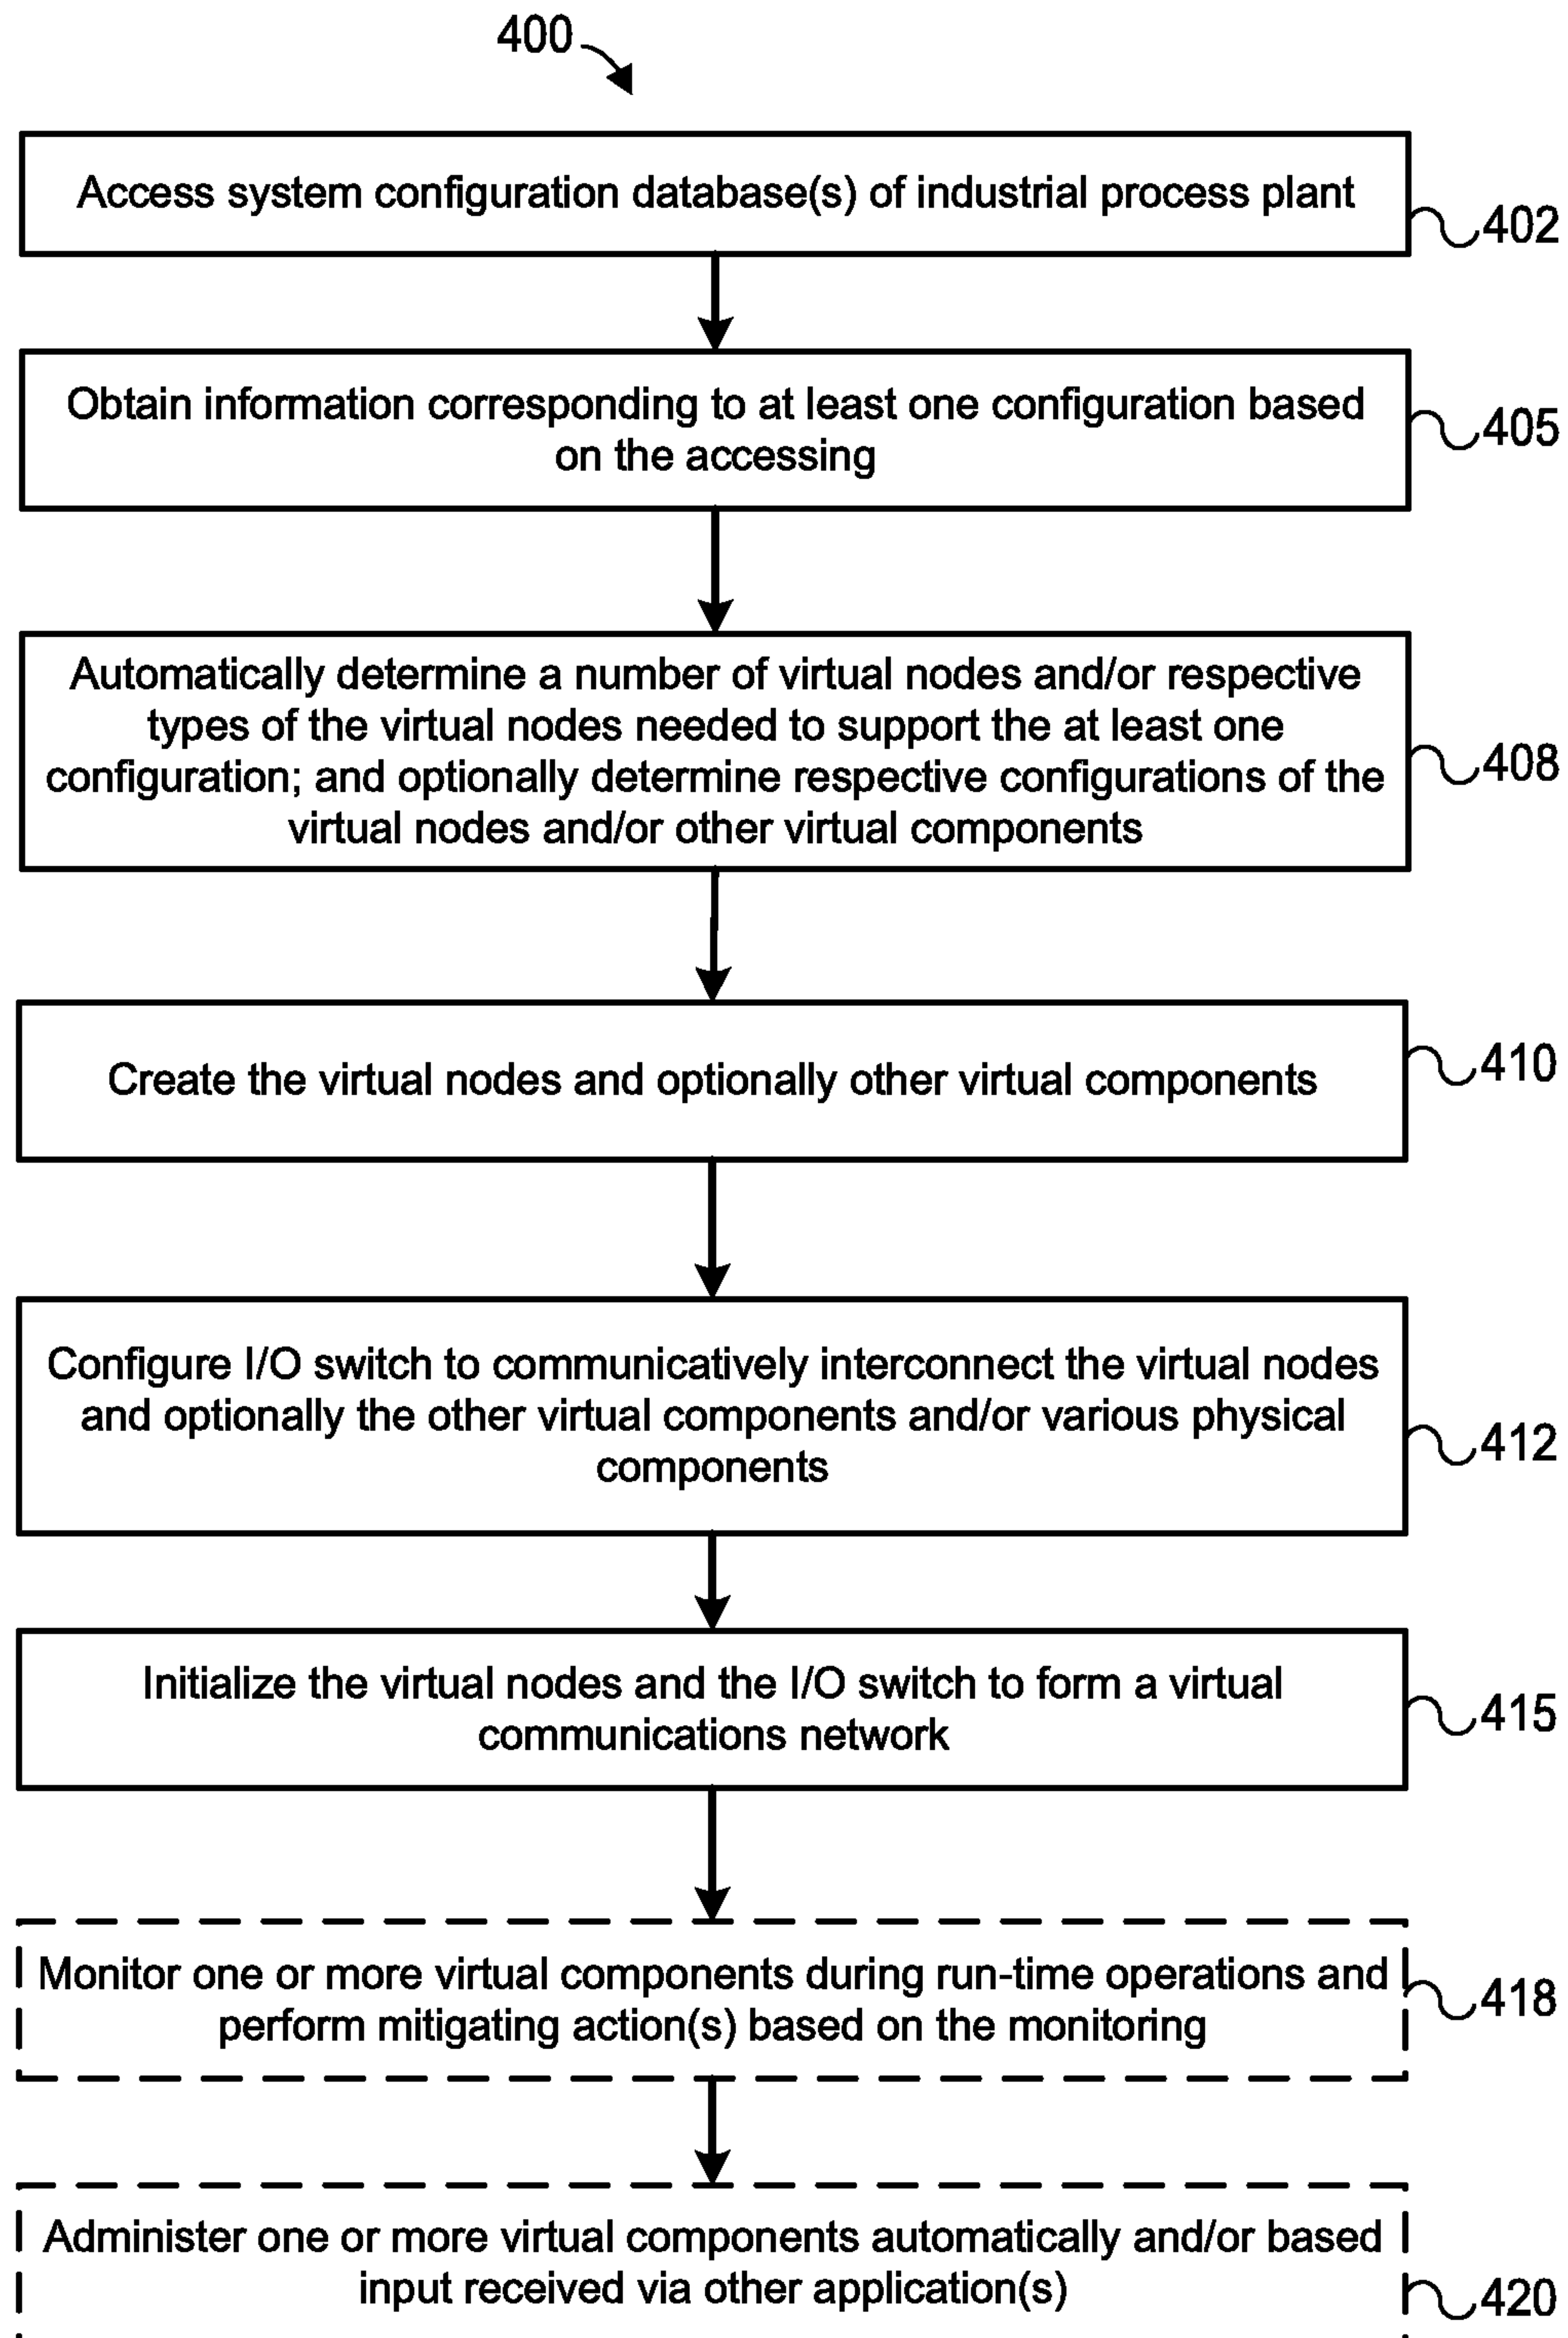 400
Access system configuration database(s) of industrial process plant
402
Obtain information corresponding to at least one configuration based
on the accessing
405
Automatically determine a number of virtual nodes and/or respective
types of the virtual nodes needed to support the at least one
configuration; and optionally determine respective configurations of the
virtual nodes and/or other virtual components
408
Create the virtual nodes and optionally other virtual components
410
Configure I/O switch to communicatively interconnect the virtual nodes
and optionally the other virtual components and/or various physical
components
412
Initialize the virtual nodes and the I/O switch to form a virtual
communications network
415
Monitor one or more virtual components during run-time operations and
perform mitigating action(s) based on the monitoring
418
Administer one or more virtual components automatically and/or based
input received via other application(s)
420